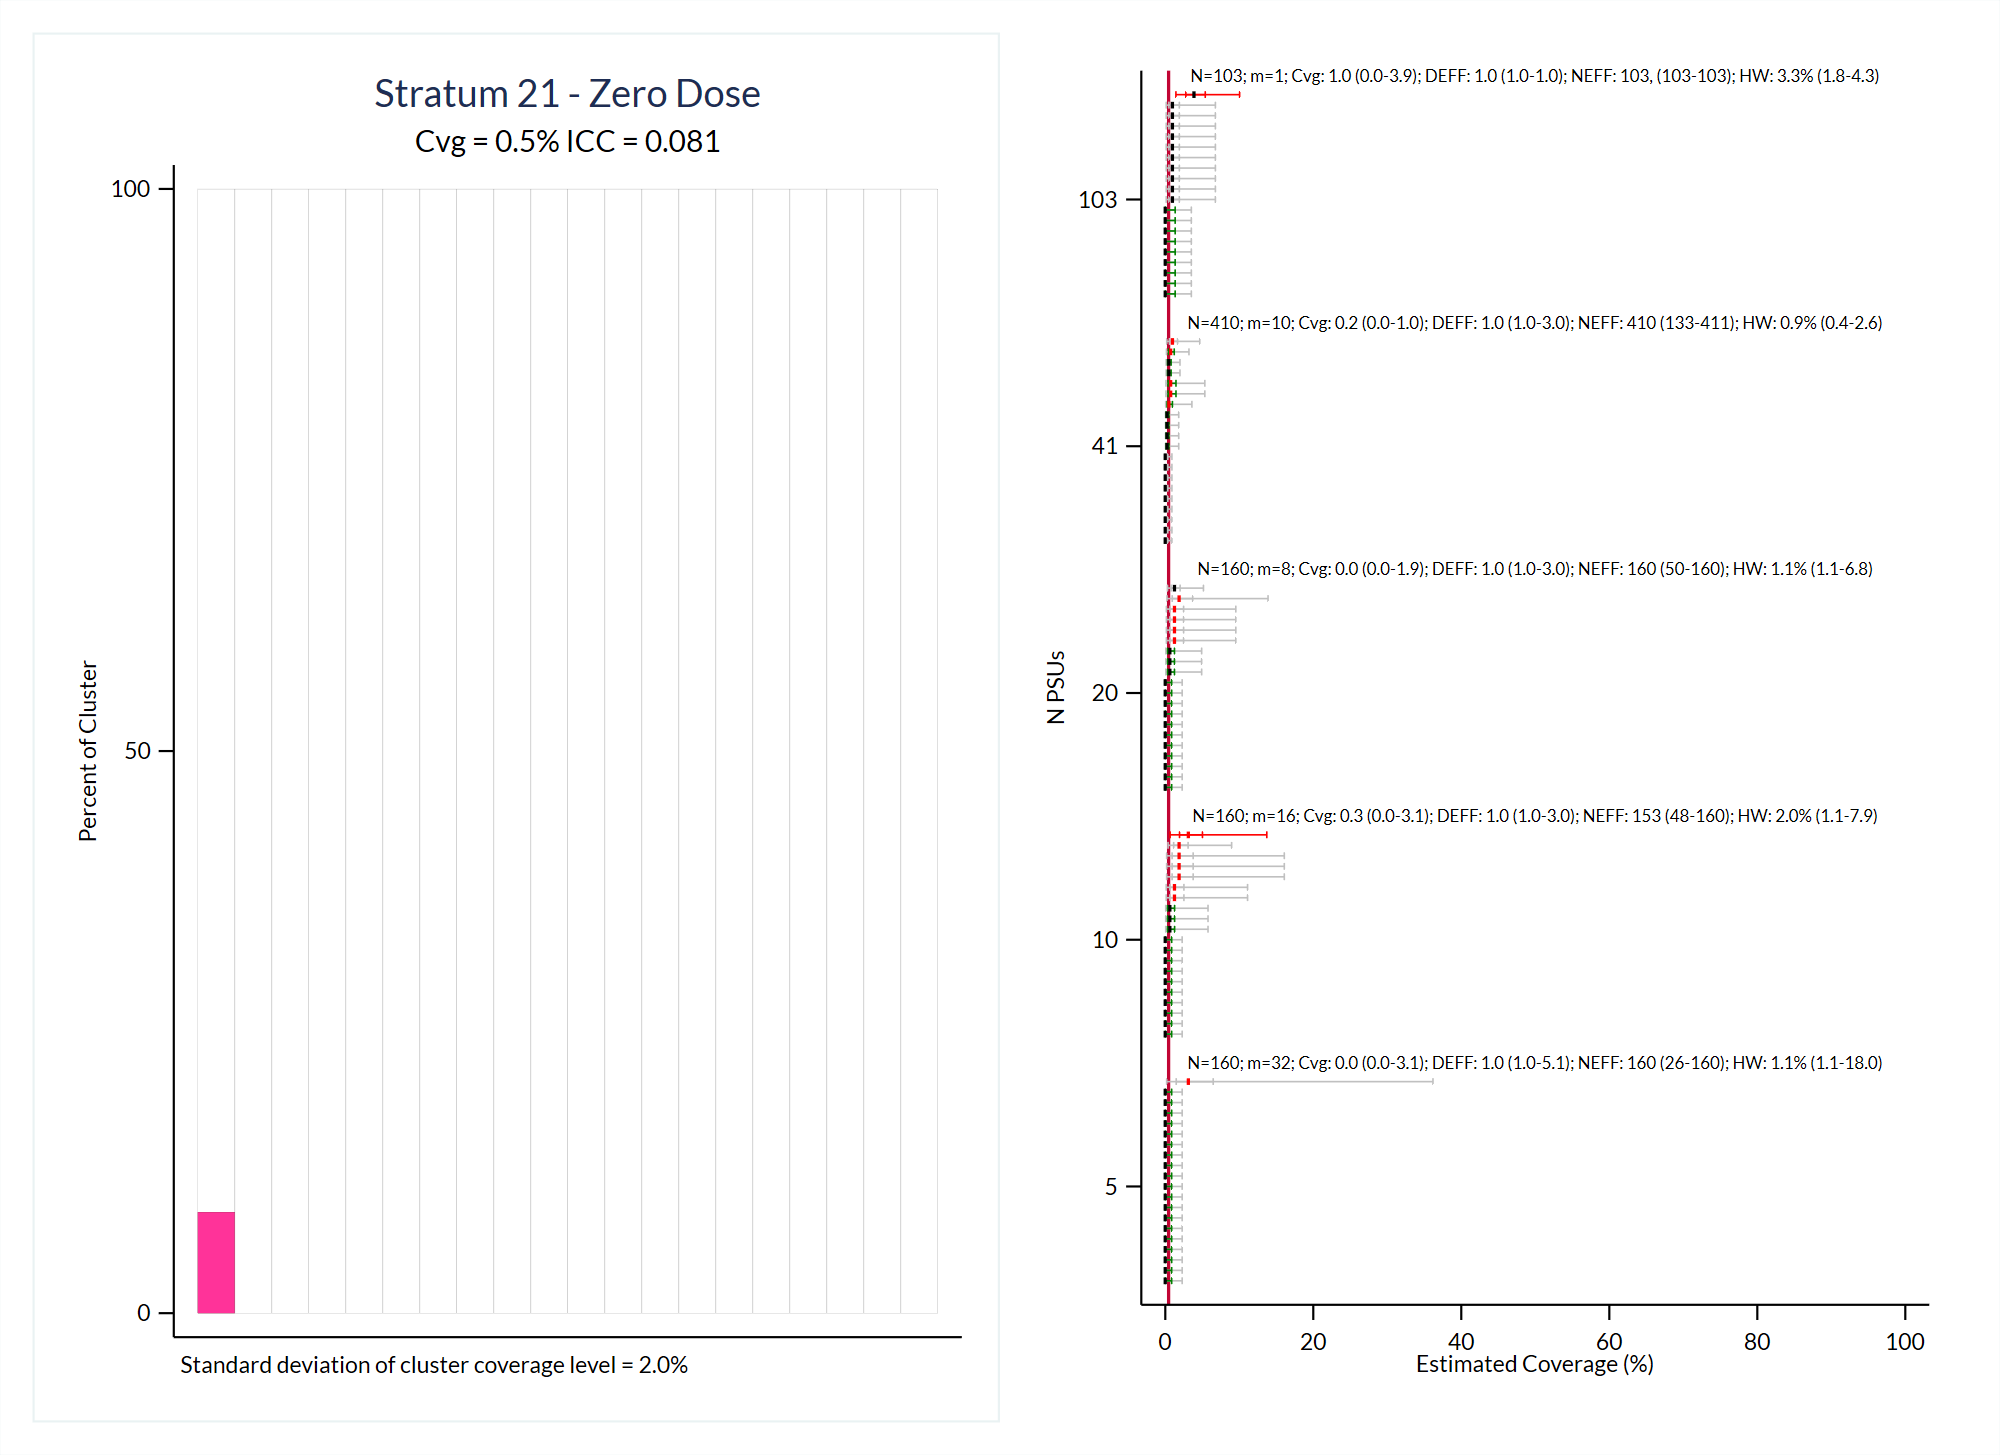 Stratum 21 - Zero Dose
Cvg = 0.5% ICC = 0.081
100
50
0
Percent of Cluster
Standard deviation of cluster coverage level = 2.0%
N=103; m=1; Cvg: 1.0 (0.0-3.9); DEFF: 1.0 (1.0-1.0); NEFF: 103, (103-103); HW: 3.3% (1.8-4.3)
103
N=410; m=10; Cvg: 0.2 (0.0-1.0); DEFF: 1.0 (1.0-3.0); NEFF: 410 (133-411); HW: 0.9% (0.4-2.6)
41
N=160; m=8; Cvg: 0.0 (0.0-1.9); DEFF: 1.0 (1.0-3.0); NEFF: 160 (50-160); HW: 1.1% (1.1-6.8)
20
N PSUs
N=160; m=16; Cvg: 0.3 (0.0-3.1); DEFF: 1.0 (1.0-3.0); NEFF: 153 (48-160); HW: 2.0% (1.1-7.9)
10
N=160; m=32; Cvg: 0.0 (0.0-3.1); DEFF: 1.0 (1.0-5.1); NEFF: 160 (26-160); HW: 1.1% (1.1-18.0)
5
0 20 40 60 80 100
Estimated Coverage (%)